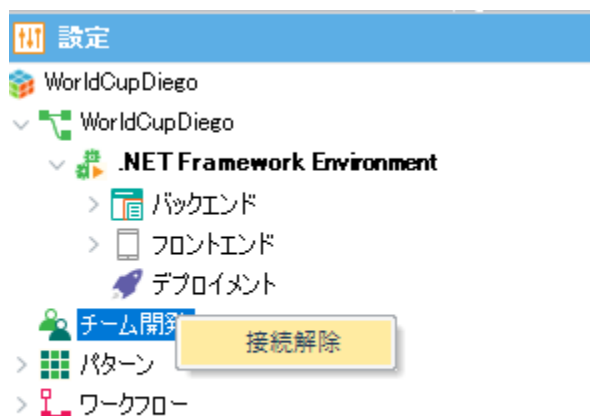 設定
WorldCupDiego
WorldCupDiego
.NET Framework Environment
バックエンド
フロントエンド
デプロイメント
チーム開発
接続解除
パターン
ワークフロー